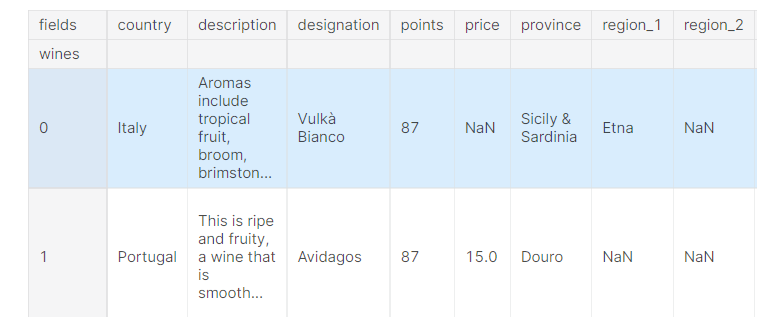 fields country description designation points price province region_1 region_2
wines
0 Italy Aromas include tropical fruit, broom, brimston... Vulkà Bianco 87 NaN Sicily & Sardinia Etna NaN
1 Portugal This is ripe and fruity, a wine that is smooth... Avidagos 87 15.0 Douro NaN NaN